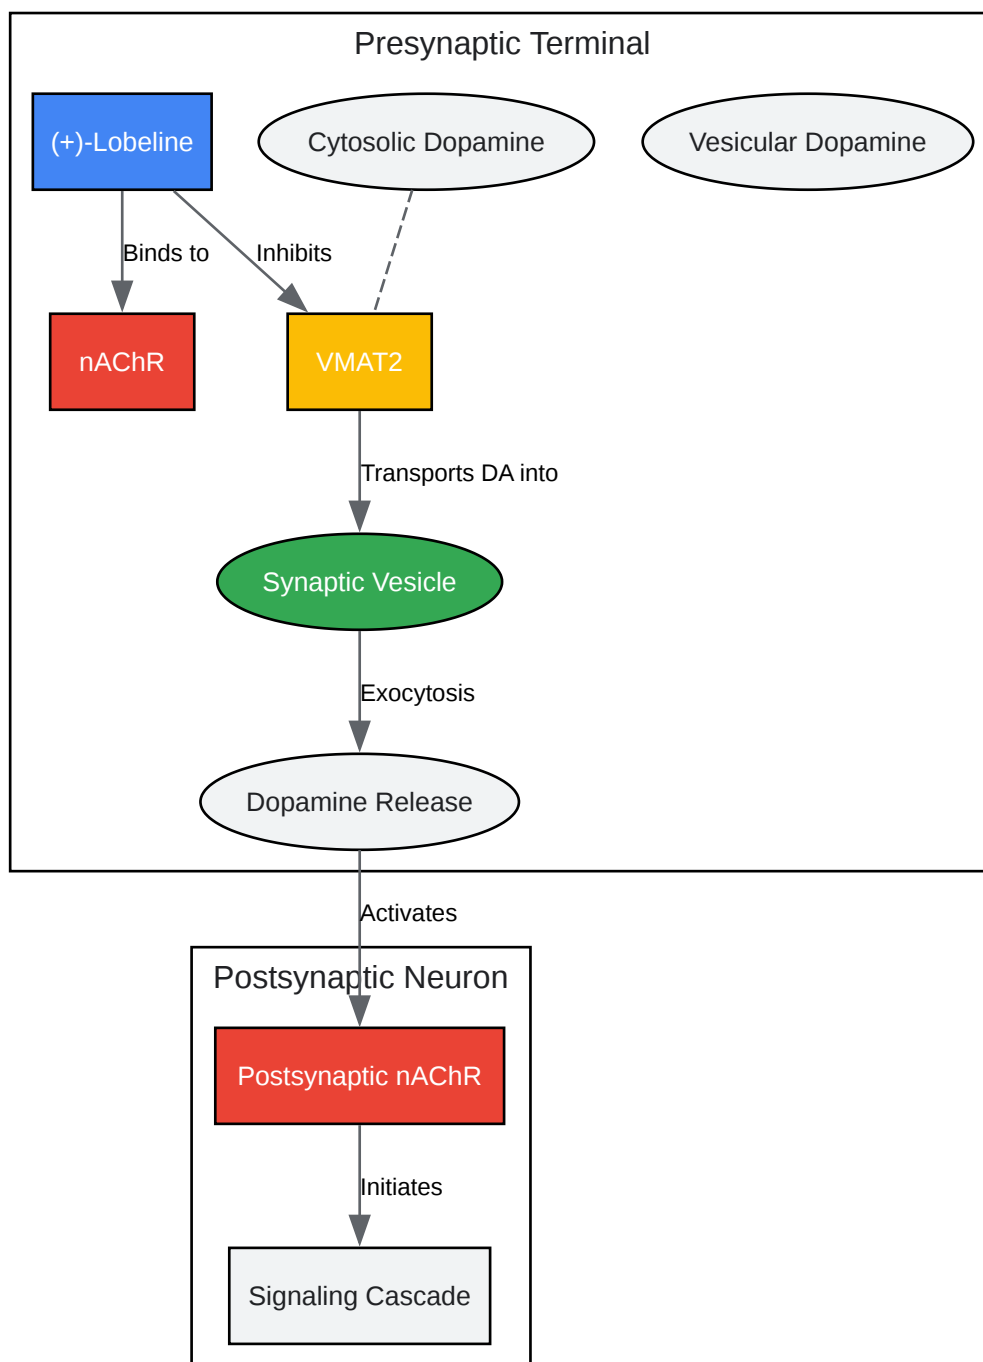 Presynaptic Terminal
(+)-Lobeline
Cytosolic Dopamine
Vesicular Dopamine
Binds to
Inhibits
nAChR
VMAT2
Transports DA into
Synaptic Vesicle
Exocytosis
Dopamine Release
Activates
Postsynaptic Neuron
Postsynaptic nAChR
Initiates
Signaling Cascade